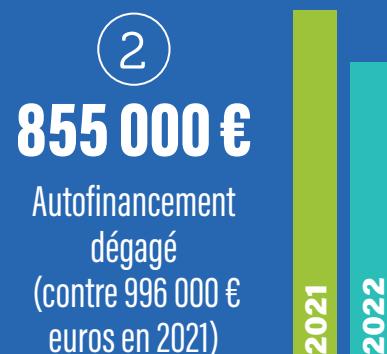 2
855 000 €
Autofinancement
dégagé
(contre 996 000 €
euros en 2021)
2021
2022